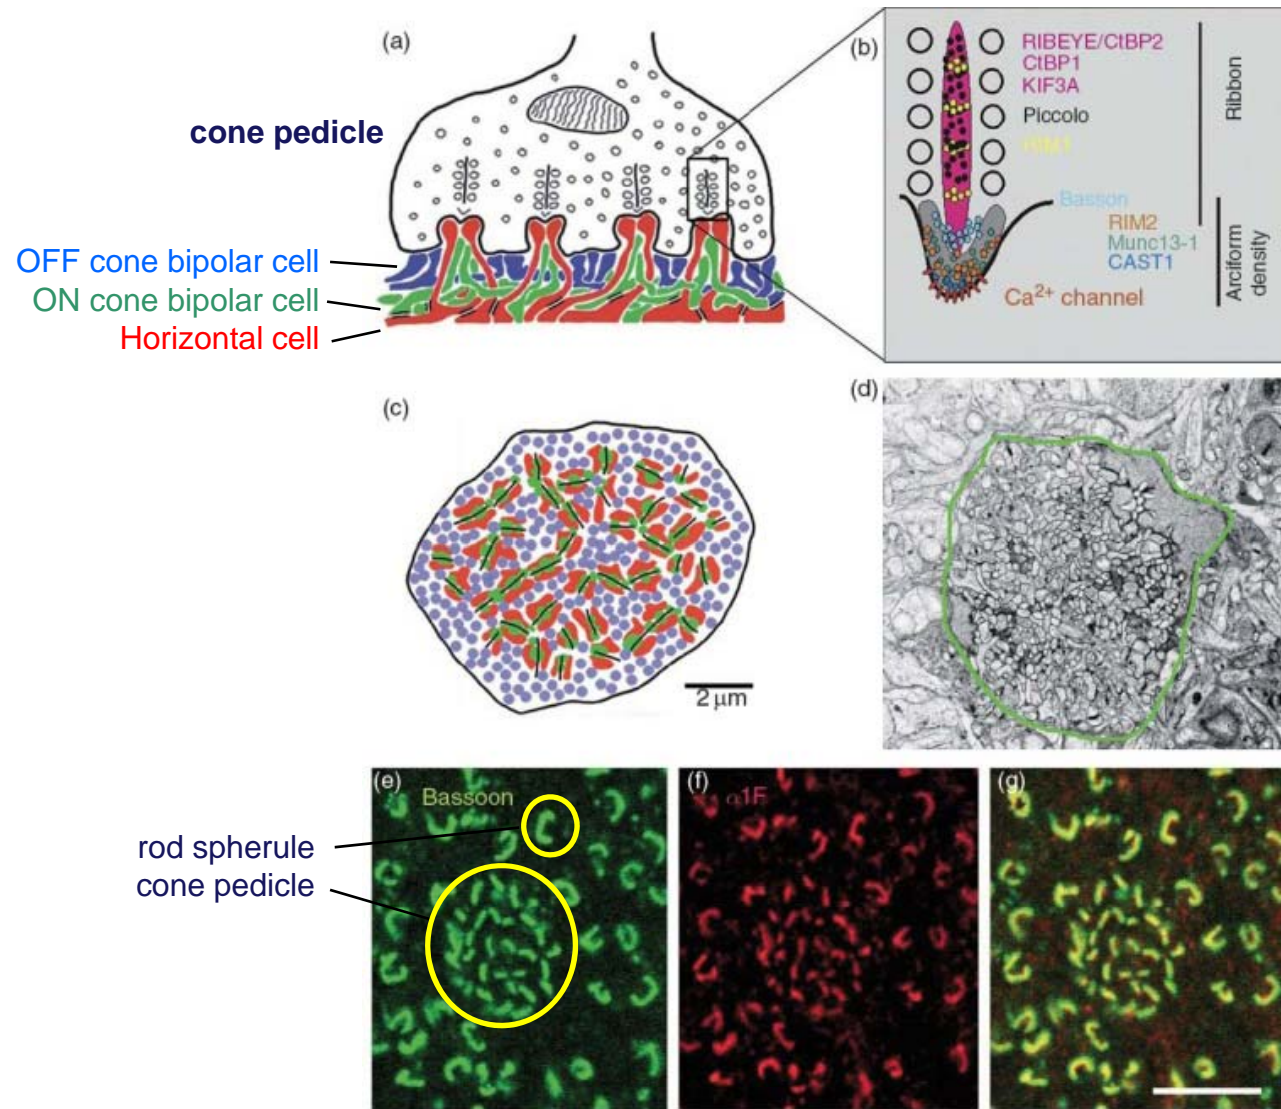 (a)
cone pedicle
OFF cone bipolar cell
ON cone bipolar cell
Horizontal cell
(b)
RIBEYE/CtBP2
CtBP1
KIF3A
Piccolo
RIM1
Ribbon
Basson
RIM2
Munc13-1
CAST1
Ca2+ channel
Arciform
density
(c)
2 µm
(d)
(e)
Bassoon
rod spherule
cone pedicle
(f)
α1F
(g)